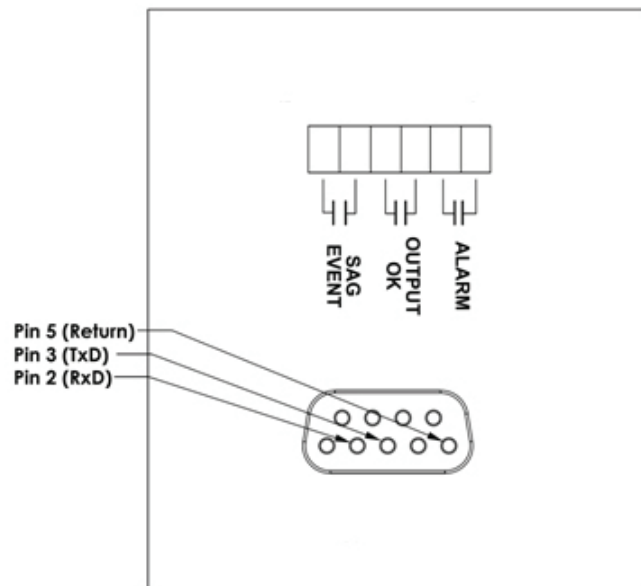 SAG
EVENT
OUTPUT
OK
ALARM
Pin 5 (Return)
Pin 3 (TxD)
Pin 2 (RxD)